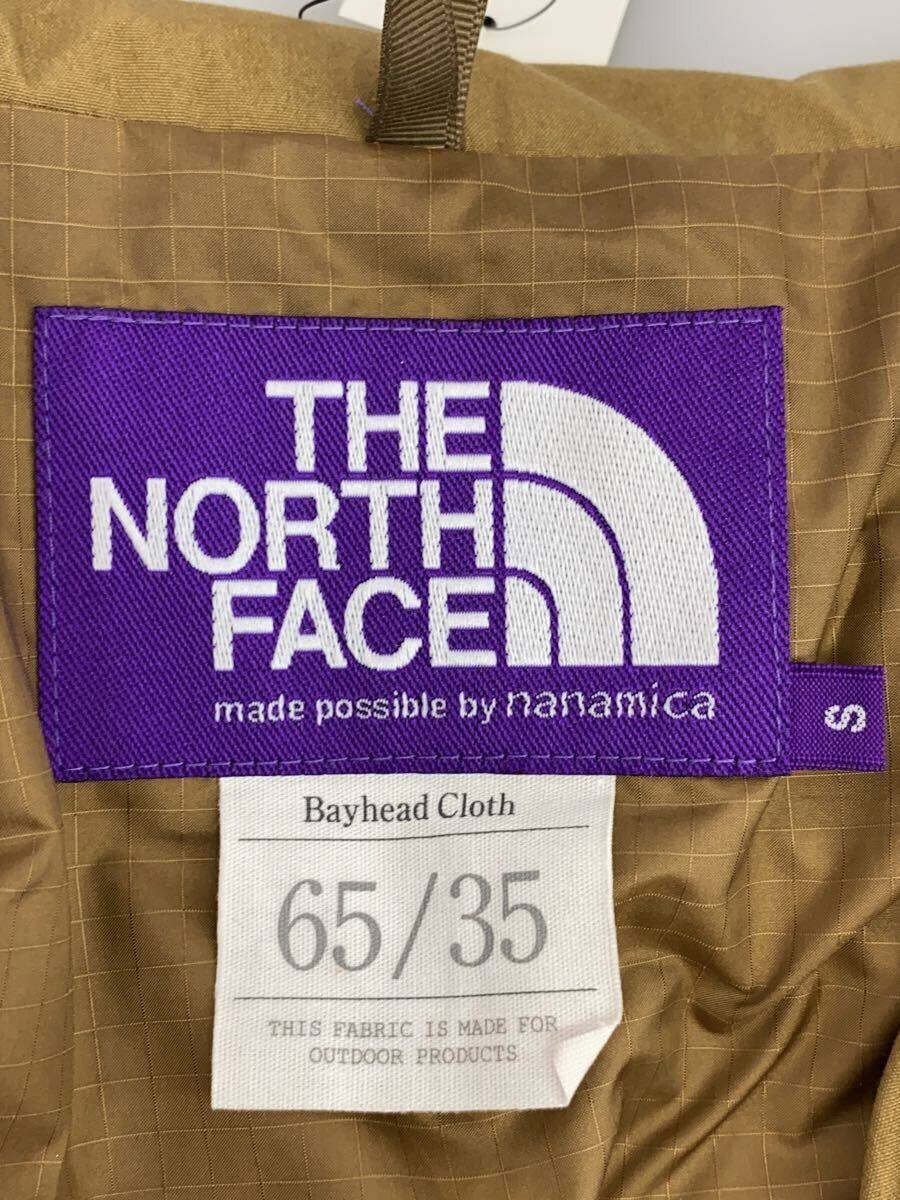 THE
NORTH
FACE
made possible by nanamica
S
Bayhead Cloth
65/35
THIS FABRIC IS MADE FOR
OUTDOOR PRODUCTS